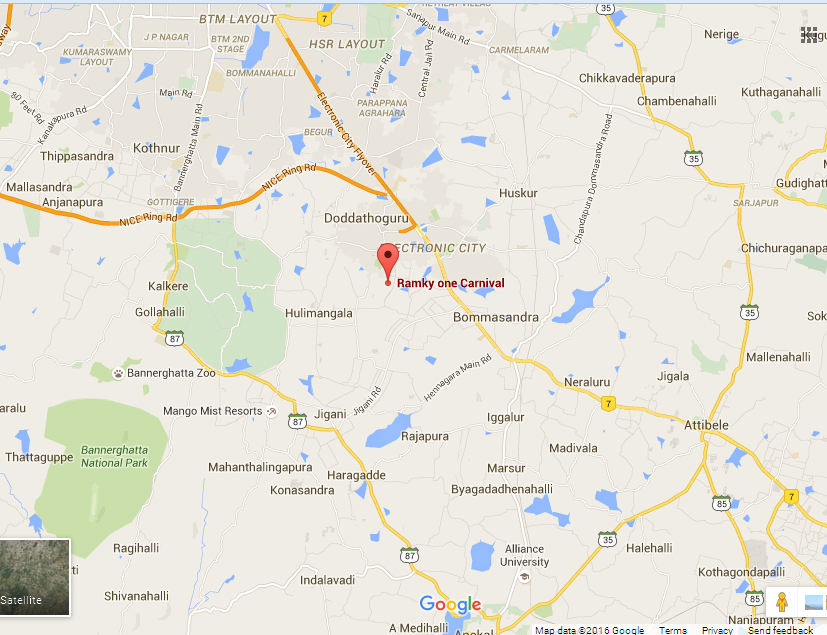 BTM LAYOUT
7
Sarjapur Main Rd
35
Nerige
J P NAGAR
BTM 2ND
STAGE
HSR LAYOUT
KUMARASWAMY
LAYOUT
BOMMANAHALLI
Haralur Rd
Central Jail Rd
CARMELARAM
Chikkavaderapura
Kuthaganahalli
Chambenahalli
80 Feet Rd
Kanakapura Rd
Main Rd
Bannerghatta Main Rd
Electronic City Flyover
PARAPPANA
AGRAHARA
BEGUR
Chandapura Dommasandra Road
Thippasandra
Kothnur
35
Mallasandra
Anjanapura
GOTTIGERE
NICE Ring Rd
NICE Ring Rd
Huskur
Gudighatt
SARJAPUR
Doddathoguru
ELECTRONIC CITY
Chichuraganapa
Ramky one Carnival
Kalkere
Gollahalli
Hulimangala
Bommasandra
35
Sok
87
Mallenahalli
Bannerghatta Zoo
Hennagara Main Rd
Jigani Rd
Neraluru
Jigala
aralu
Mango Mist Resorts
Jigani
87
7
Iggalur
Attibele
Rajapura
Thattaguppe
Bannerghatta
National Park
Madivala
Mahanthalingapura
Haragadde
Marsur
Konasandra
Byagadadhenahalli
85
7
Ragihalli
87
35
Halehalli
Alliance
University
ti
Satellite
Indalavadi
Kothagondapalli
Shivanahalli
Google
85
Nanjapuram
A Medihalli
Anekal
Map data ©2016 Google
Terms
Privacy
Send feedback